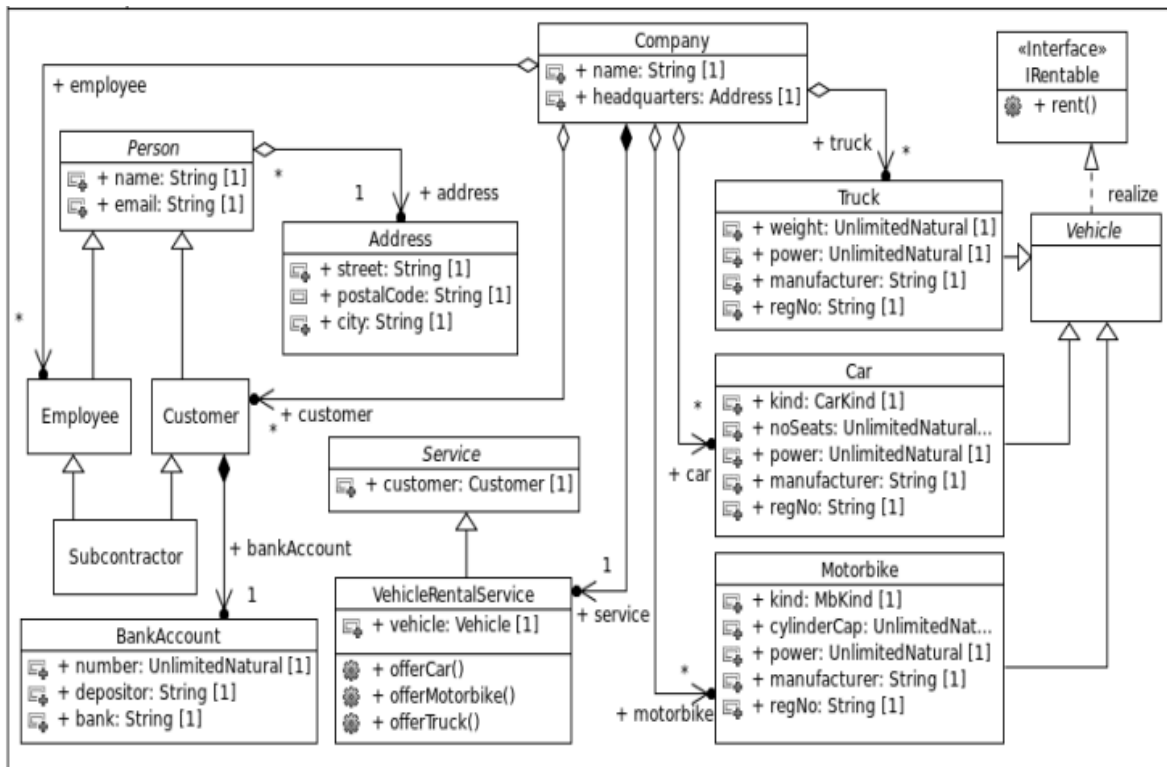 Company
+ name: String [1]
+ headquarters: Address [1]
«Interface»
IRentable
+ rent()
+ employee
+ truck
*
realize
Person
+ name: String [1]
+ email: String [1]
*
1
+ address
Address
+ street: String [1]
+ postalCode: String [1]
+ city: String [1]
Truck
+ weight: UnlimitedNatural [1]
+ power: UnlimitedNatural [1]
+ manufacturer: String [1]
+ regNo: String [1]
Vehicle
*
Employee
Customer
+ customer
*
Car
+ kind: CarKind [1]
+ noSeats: UnlimitedNatural...
+ power: UnlimitedNatural [1]
+ manufacturer: String [1]
+ regNo: String [1]
*
+ car
Service
+ customer: Customer [1]
Subcontractor
+ bankAccount
1
1
+ service
VehicleRentalService
+ vehicle: Vehicle [1]
+ offerCar()
+ offerMotorbike()
+ offerTruck()
BankAccount
+ number: UnlimitedNatural [1]
+ depositor: String [1]
+ bank: String [1]
Motorbike
+ kind: MbKind [1]
+ cylinderCap: UnlimitedNat...
+ power: UnlimitedNatural [1]
+ manufacturer: String [1]
+ regNo: String [1]
*
+ motorbike